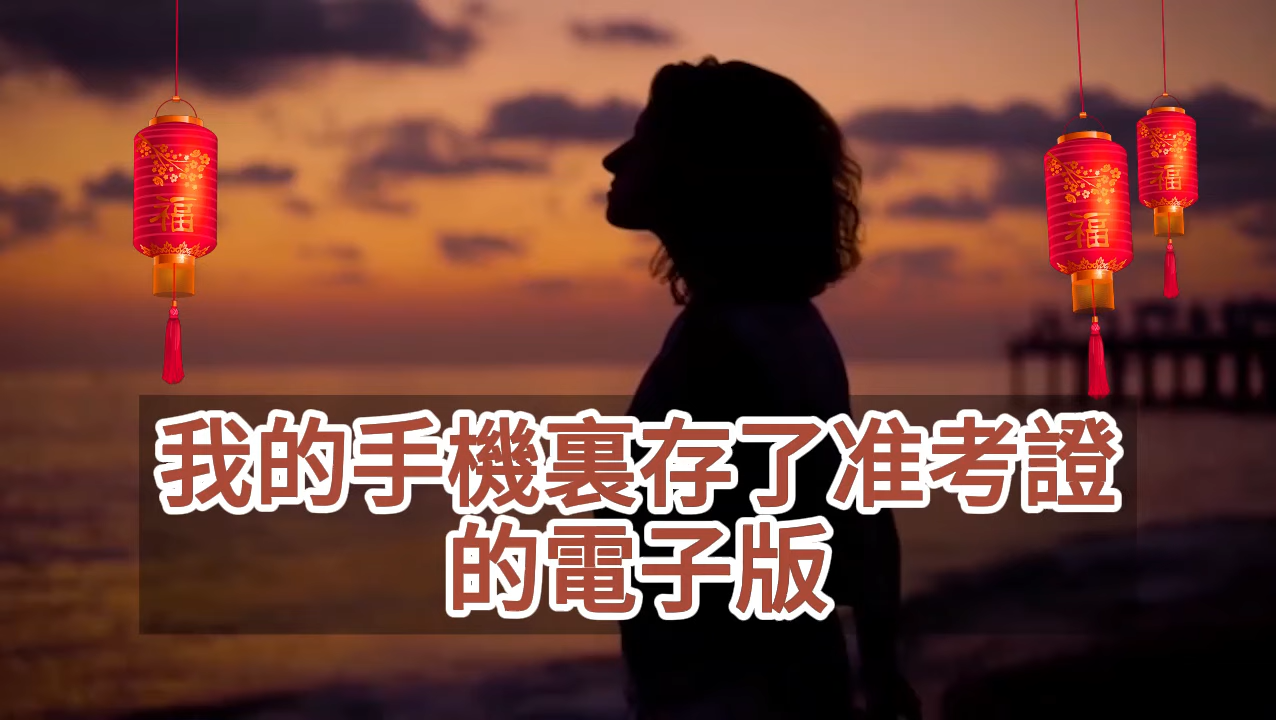 福
福
福
我的手機裏存了准考證
的電子版